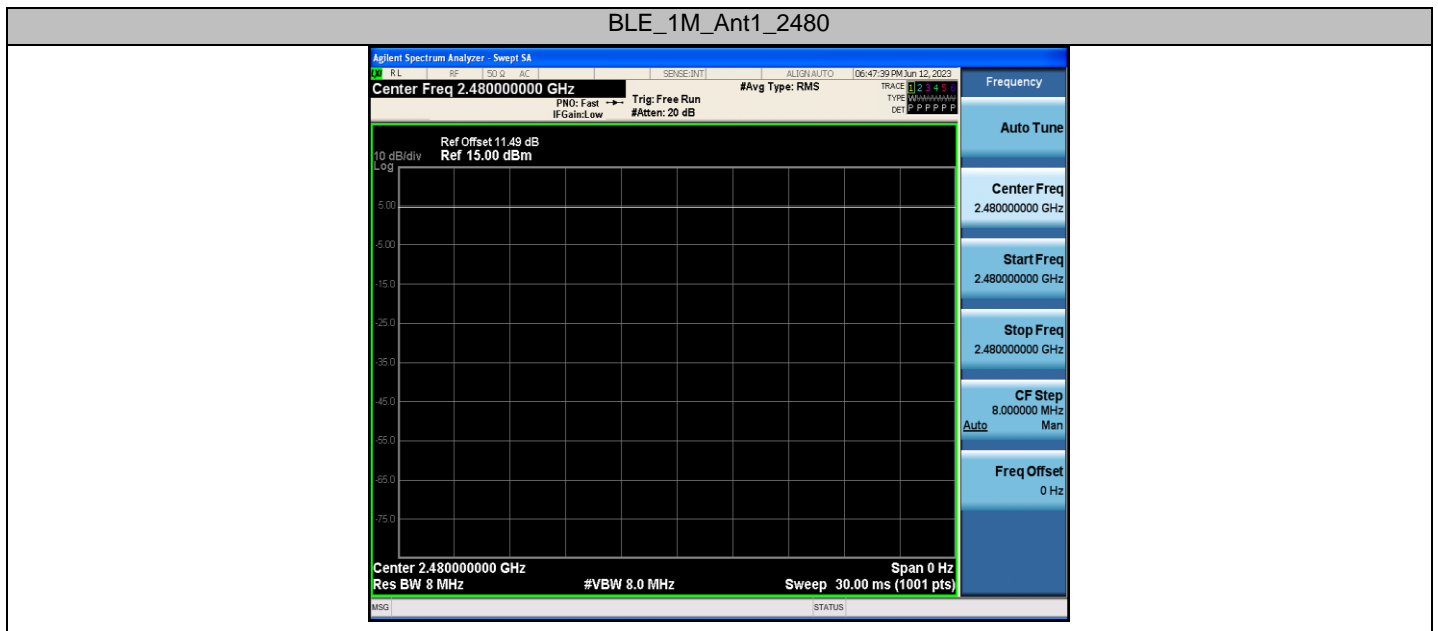 BLE_1M_Ant1_2480
Agilent Spectrum Analyzer - Swept SA
RL RF 50 Ω AC SENSE:INT ALIGN AUTO 06:47:39 PM Jun 12, 2023
Center Freq 2.480000000 GHz #Avg Type: RMS TRACE 1 2 3 4 5 6
PNO: Fast Trig: Free Run TYPE
IFGain:Low #Atten: 20 dB DET P P P P P P
Ref Offset 11.49 dB
10 dB/div Ref 15.00 dBm
Log
5.00
-5.00
-15.0
-25.0
-35.0
-45.0
-55.0
-65.0
-75.0
Center 2.480000000 GHz Span 0 Hz
Res BW 8 MHz #VBW 8.0 MHz Sweep 30.00 ms (1001 pts)
MSG STATUS
Frequency
Auto Tune
Center Freq
2.480000000 GHz
Start Freq
2.480000000 GHz
Stop Freq
2.480000000 GHz
CF Step
8.000000 MHz
Auto Man
Freq Offset
0 Hz